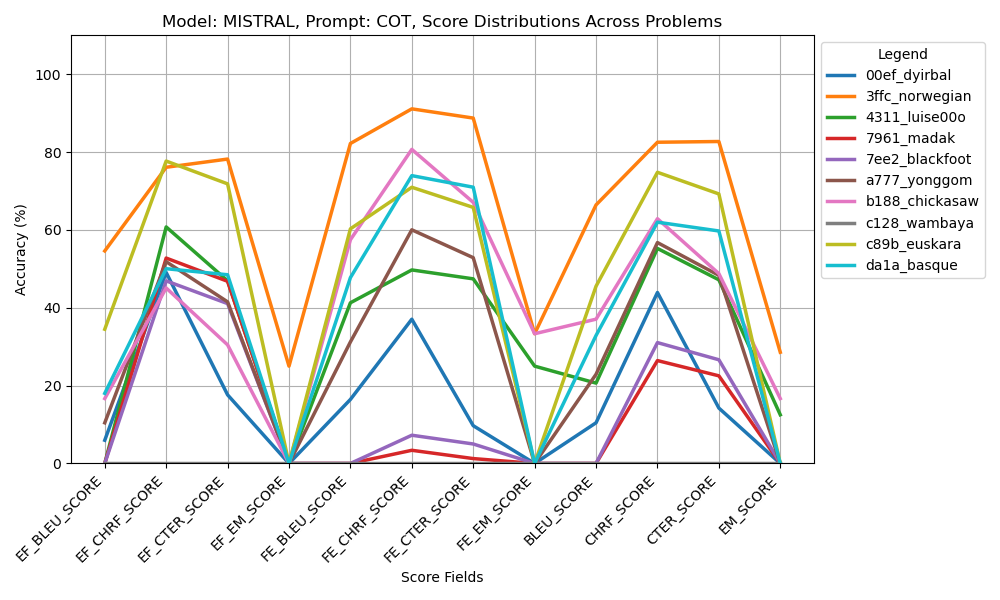 Model: MISTRAL, Prompt: COT, Score Distributions Across Problems
Accuracy (%)
100
80
60
40
20
0
EF_BLEU_SCORE
EF_CHRF_SCORE
EF_CTER_SCORE
EF_EM_SCORE
FE_BLEU_SCORE
FE_CHRF_SCORE
FE_CTER_SCORE
FE_EM_SCORE
BLEU_SCORE
CHRF_SCORE
CTER_SCORE
EM_SCORE
Score Fields
Legend
00ef_dyirbal
3ffc_norwegian
4311_luise00o
7961_madak
7ee2_blackfoot
a777_yonggom
b188_chickasaw
c128_wambaya
c89b_euskara
da1a_basque